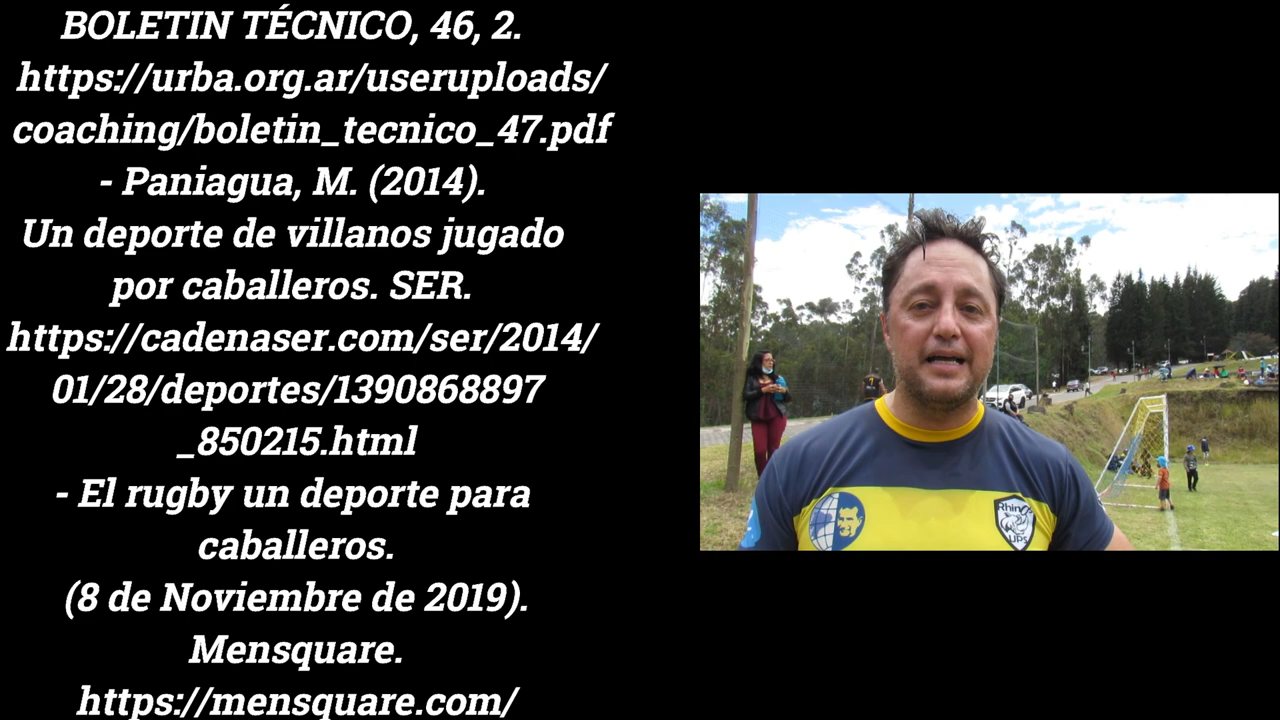 BOLETIN TÉCNICO, 46, 2.
https://urba.org.ar/useruploads/
coaching/boletin_tecnico_47.pdf
- Paniagua, M. (2014).
Un deporte de villanos jugado
por caballeros. SER.
https://cadenaser.com/ser/2014/
01/28/deportes/1390868897
_850215.html
- El rugby un deporte para
caballeros.
(8 de Noviembre de 2019).
Mensquare.
https://mensquare.com/
UPS